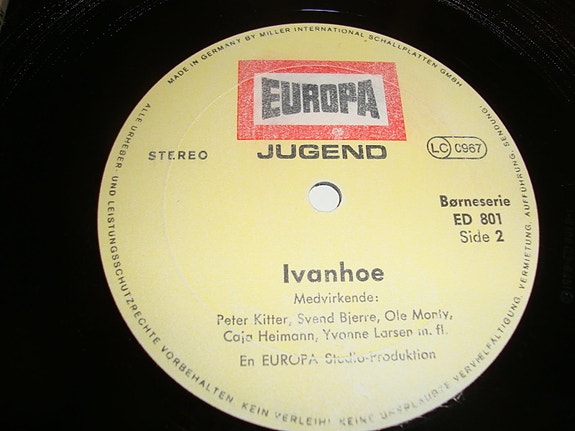 MADE IN GERMANY BY MILLER INTERNATIONAL SCHALLPLATTEN GMBH
EUROPA
JUGEND
STEREO
LC 0967
Børneserie
ED 801
Side 2
Ivanhoe
Medvirkende:
Peter Kitter, Svend Bjerre, Ole Monty,
Caja Heimann, Yvonne Larsen m. fl.
En EUROPA Studio-Produktion
ALLE URHEBER- UND LEISTUNGSSCHUTZRECHTE VORBEHALTEN. KEIN VERLEIH! KEINE UNERLAUBTE VERVIELFÄLTIGUNG, VERMIETUNG, AUFFÜHRUNG, SENDUNG!